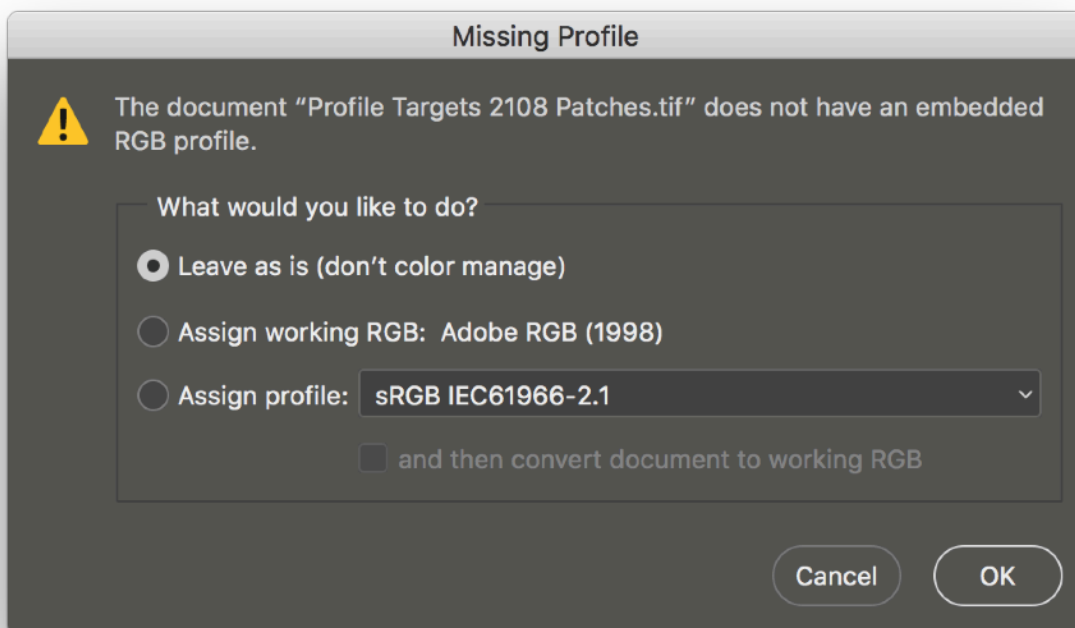 Missing Profile
The document “Profile Targets 2108 Patches.tif” does not have an embedded
RGB profile.
What would you like to do?
Leave as is (don’t color manage)
Assign working RGB: Adobe RGB (1998)
Assign profile: sRGB IEC61966-2.1
and then convert document to working RGB
Cancel OK